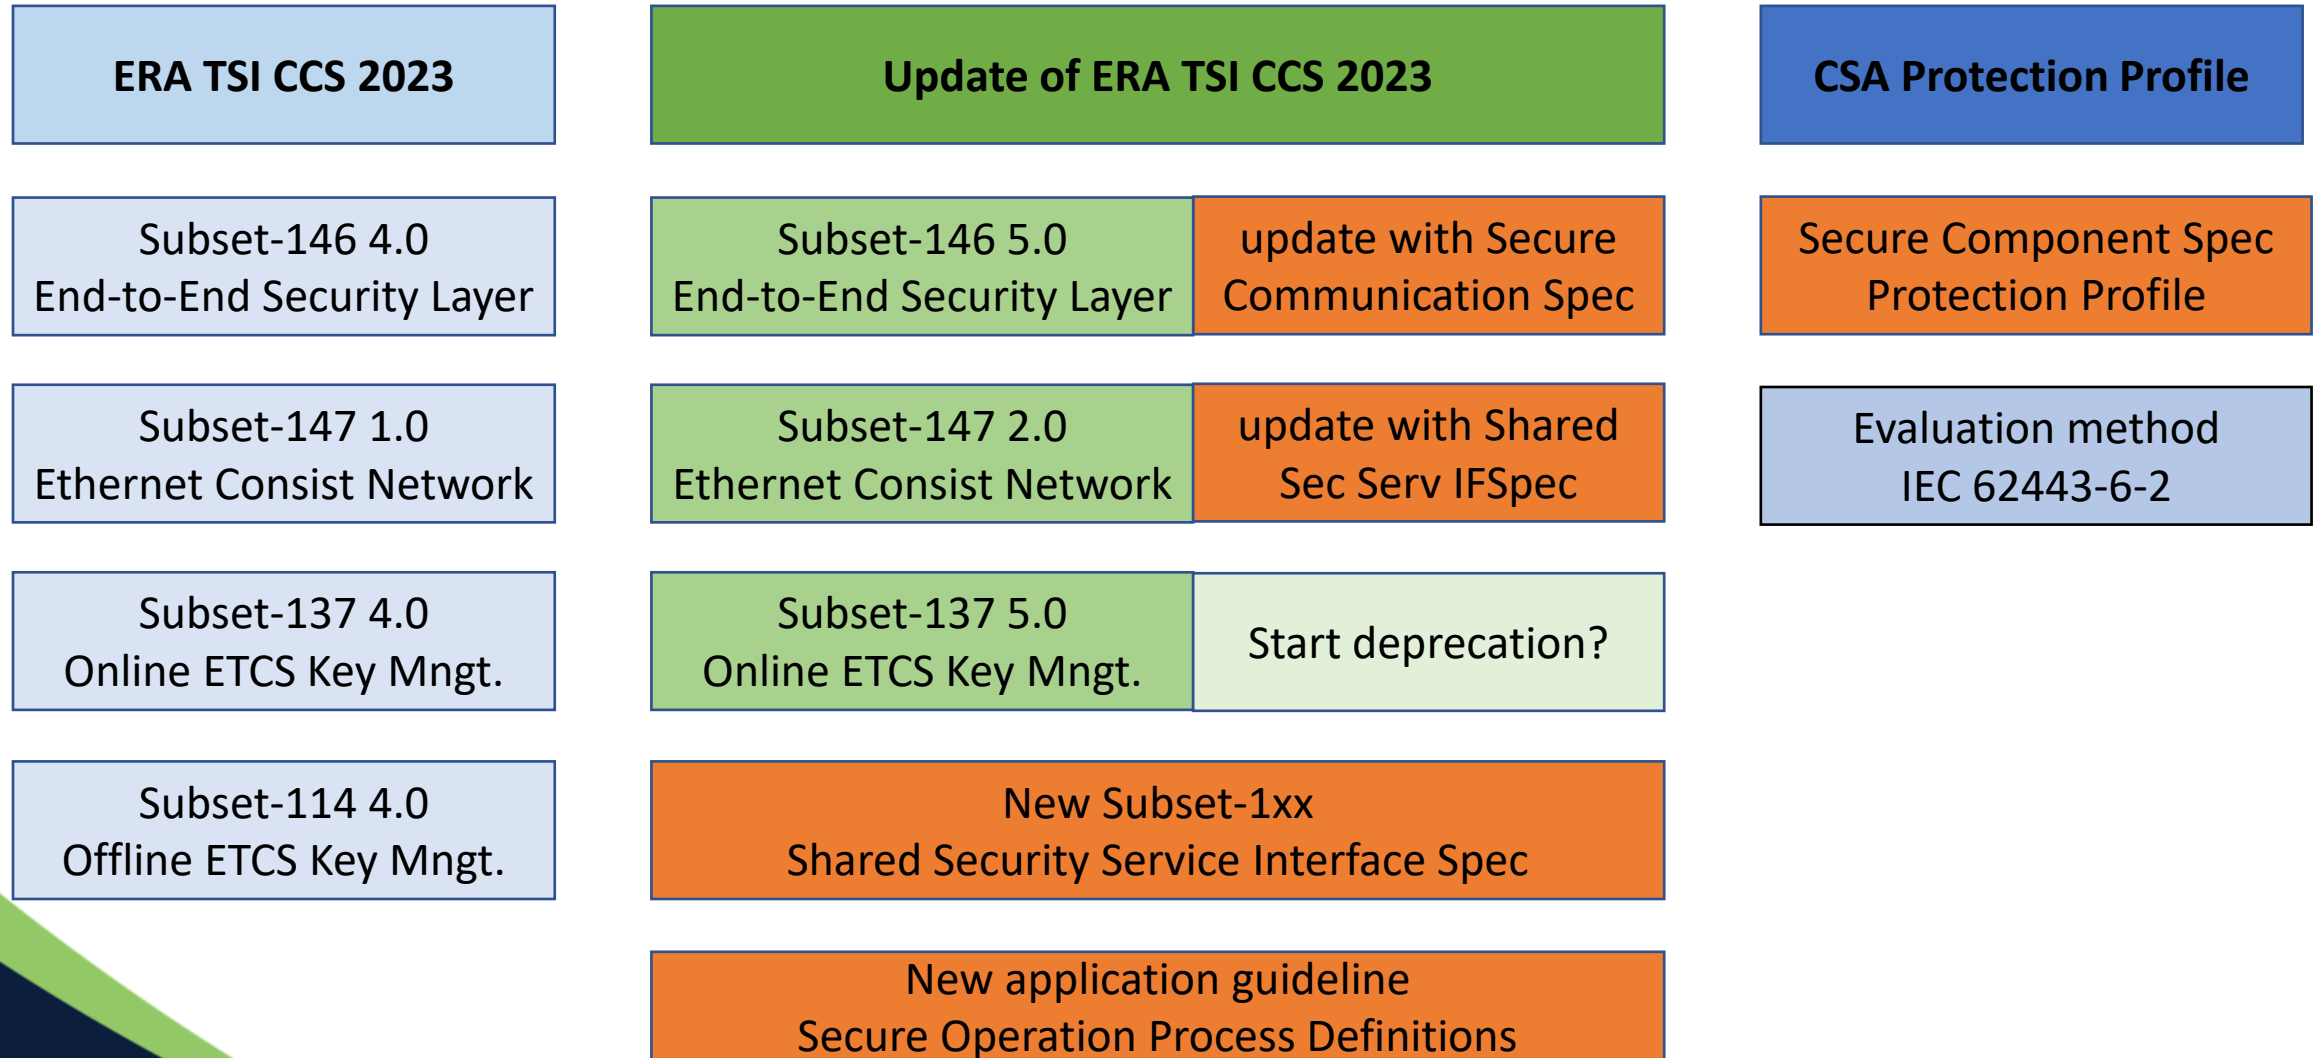 ERA TSI CCS 2023
Update of ERA TSI CCS 2023
CSA Protection Profile
Subset-146 4.0
End-to-End Security Layer
Subset-146 5.0
End-to-End Security Layer
update with Secure
Communication Spec
Secure Component Spec
Protection Profile
Subset-147 1.0
Ethernet Consist Network
Subset-147 2.0
Ethernet Consist Network
update with Shared
Sec Serv IFSpec
Evaluation method
IEC 62443-6-2
Subset-137 4.0
Online ETCS Key Mngt.
Subset-137 5.0
Online ETCS Key Mngt.
Start deprecation?
Subset-114 4.0
Offline ETCS Key Mngt.
New Subset-1xx
Shared Security Service Interface Spec
New application guideline
Secure Operation Process Definitions